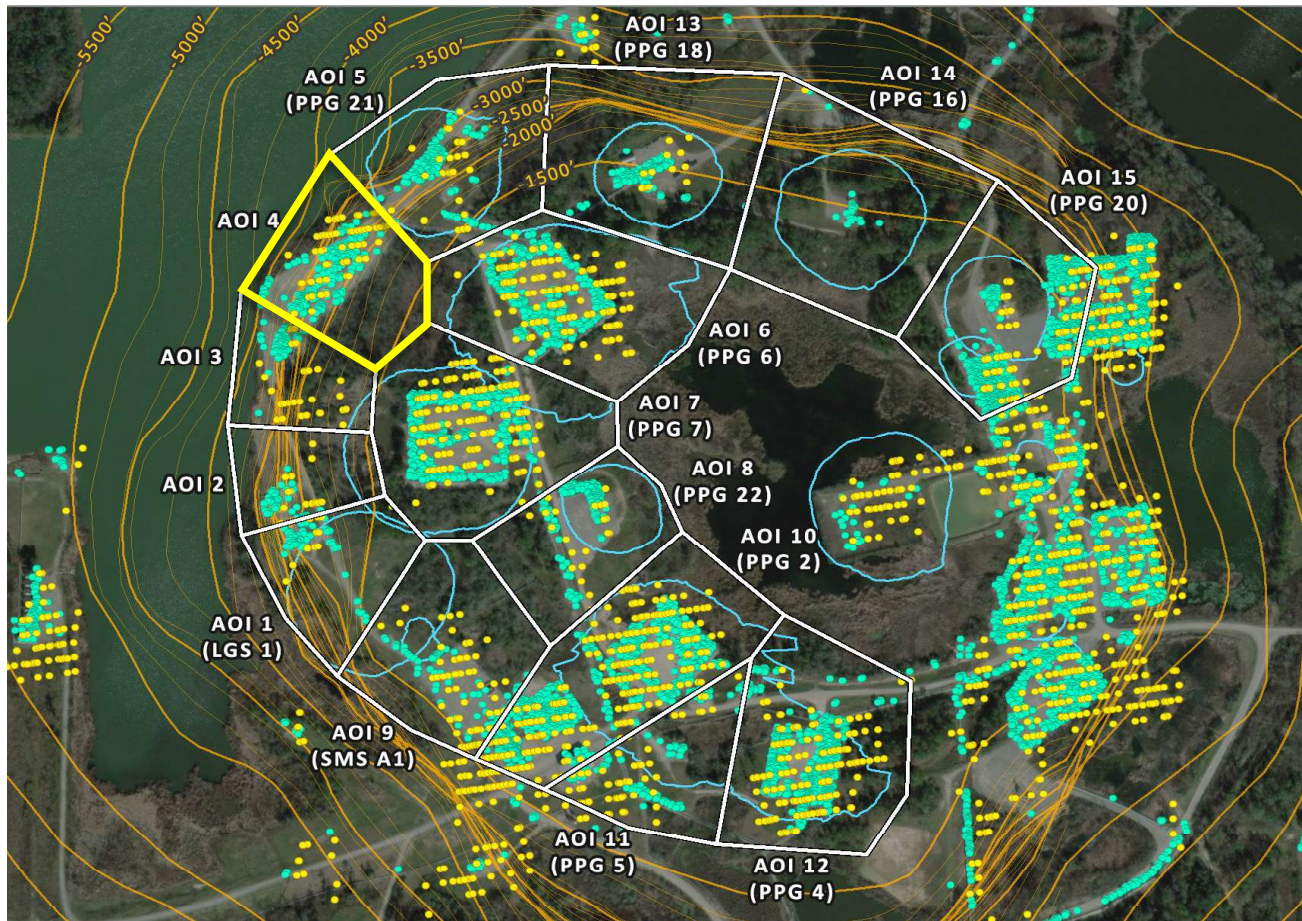 -5500'
-5000'
-4500'
-4000'
-3500'
-3000'
-2500'
-2000'
-1500'
AOI 13
(PPG 18)
AOI 5
(PPG 21)
AOI 14
(PPG 16)
AOI 15
(PPG 20)
AOI 4
AOI 3
AOI 6
(PPG 6)
AOI 7
(PPG 7)
AOI 2
AOI 8
(PPG 22)
AOI 10
(PPG 2)
AOI 1
(LGS 1)
AOI 9
(SMS A1)
AOI 11
(PPG 5)
AOI 12
(PPG 4)